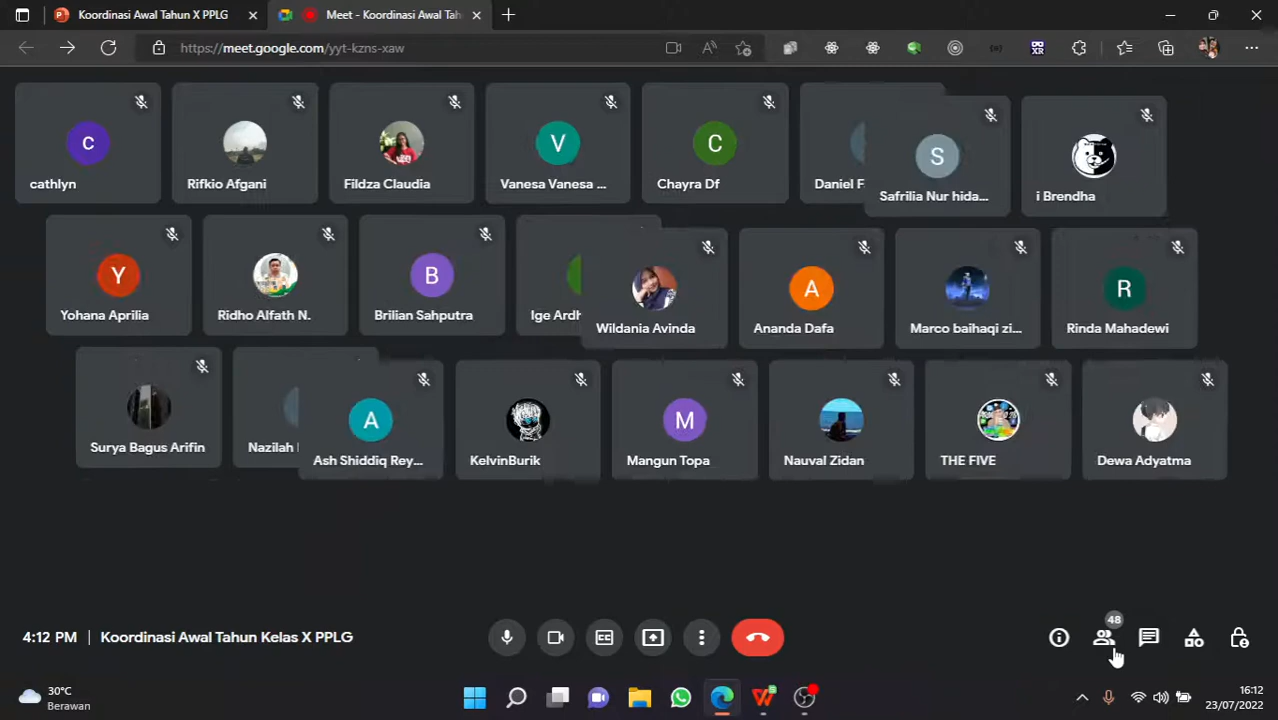 Koordinasi Awal Tahun X PPLG
Meet - Koordinasi Awal Tah
https://meet.google.com/yyt-kzns-xaw
XR
c
V
C
S
cathlyn
Rifkio Afgani
Fildza Claudia
Vanesa Vanesa ...
Chayra Df
Daniel F
Safrilia Nur hida...
i Brendha
Y
B
A
R
Yohana Aprilia
Ridho Alfath N.
Brilian Sahputra
Ige Ardh
Wildania Avinda
Ananda Dafa
Marco baihaqi zi...
Rinda Mahadewi
A
M
Surya Bagus Arifin
Nazilah
Ash Shiddiq Rey...
KelvinBurik
Mangun Topa
Nauval Zidan
THE FIVE
Dewa Adyatma
48
4:12 PM | Koordinasi Awal Tahun Kelas X PPLG
CC
30°C
Berawan
16:12
23/07/2022